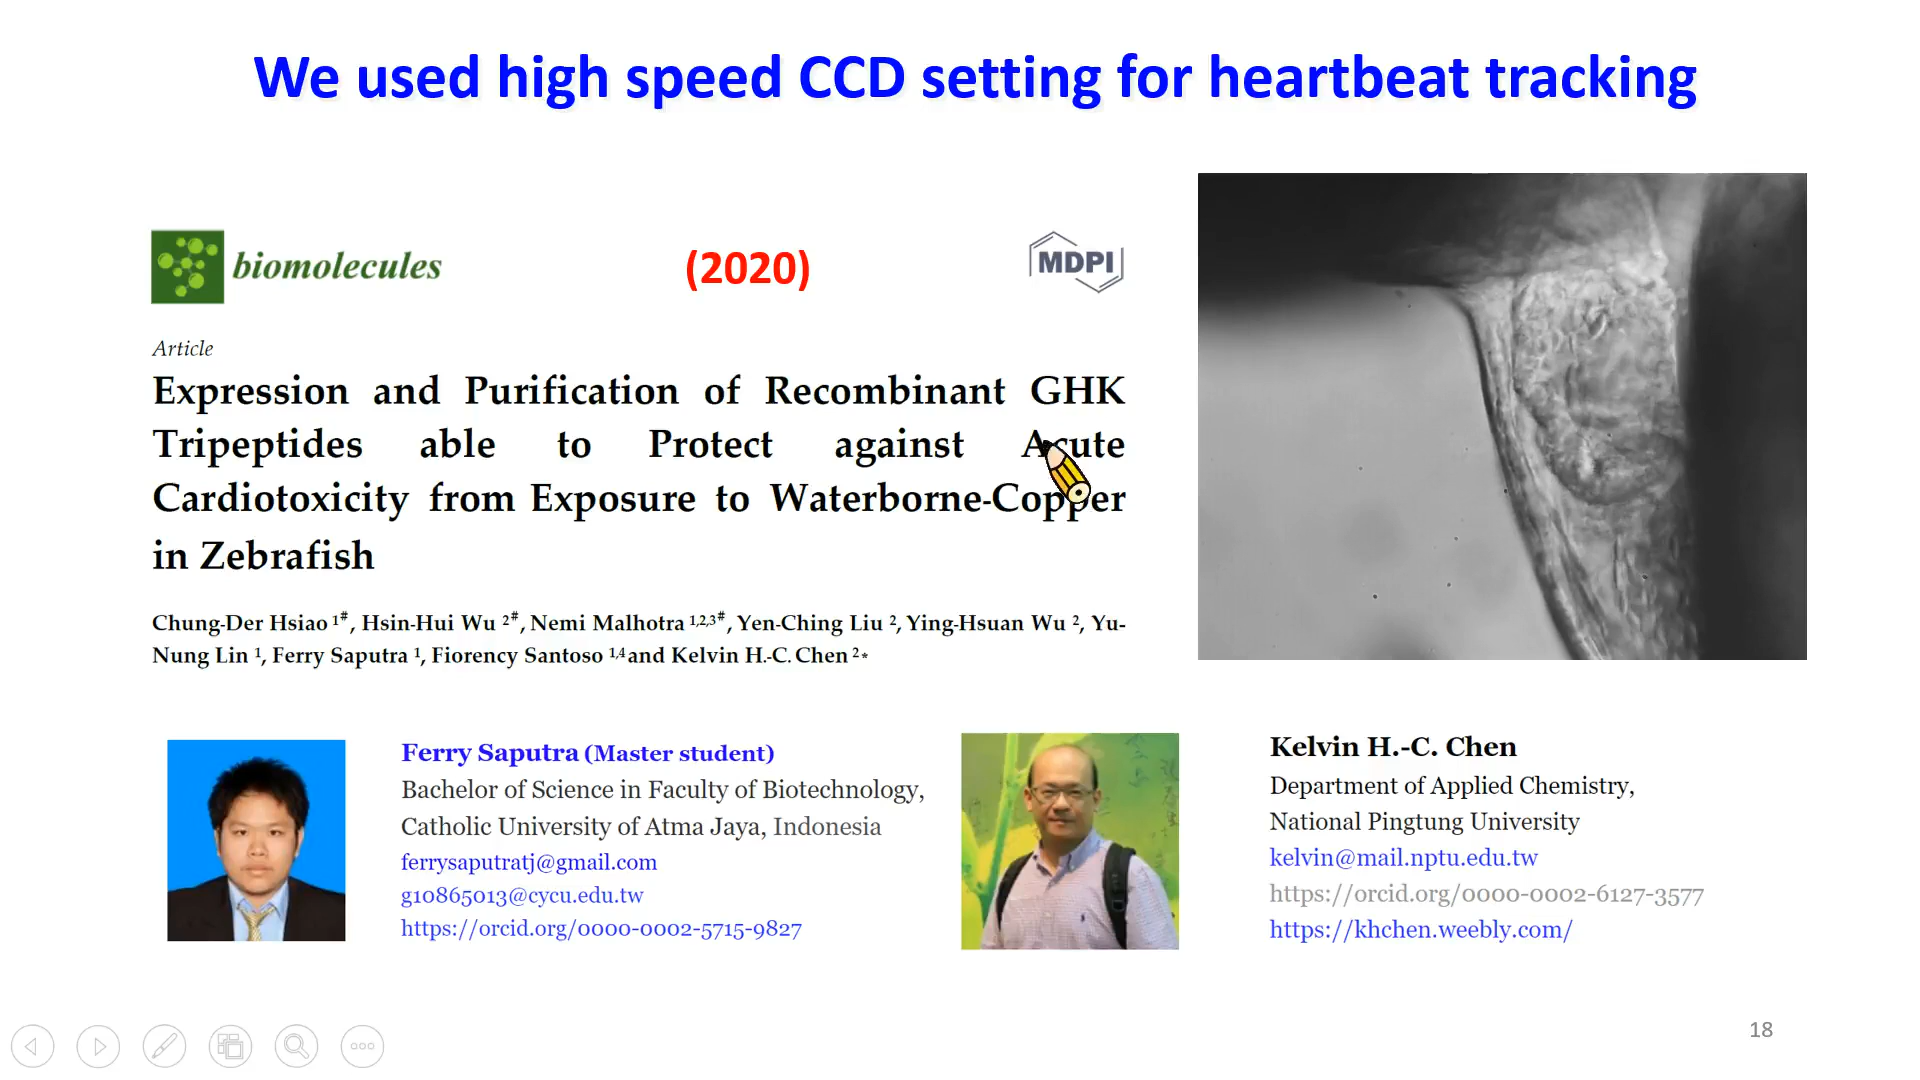 We used high speed CCD setting for heartbeat tracking
biomolecules
(2020)
MDPI
Article
Expression and Purification of Recombinant GHK
Tripeptides able to Protect against Acute
Cardiotoxicity from Exposure to Waterborne-Copper
in Zebrafish
Chung-Der Hsiao 1#, Hsin-Hui Wu 2#, Nemi Malhotra 1,2,3#, Yen-Ching Liu 2, Ying-Hsuan Wu 2, Yu-
Nung Lin 1, Ferry Saputra 1, Fiorency Santoso 1,4 and Kelvin H.-C. Chen 2*
Ferry Saputra (Master student)
Bachelor of Science in Faculty of Biotechnology,
Catholic University of Atma Jaya, Indonesia
ferrysaputratj@gmail.com
g10865013@cycu.edu.tw
https://orcid.org/0000-0002-5715-9827
Kelvin H.-C. Chen
Department of Applied Chemistry,
National Pingtung University
kelvin@mail.nptu.edu.tw
https://orcid.org/0000-0002-6127-3577
https://khchen.weebly.com/
18